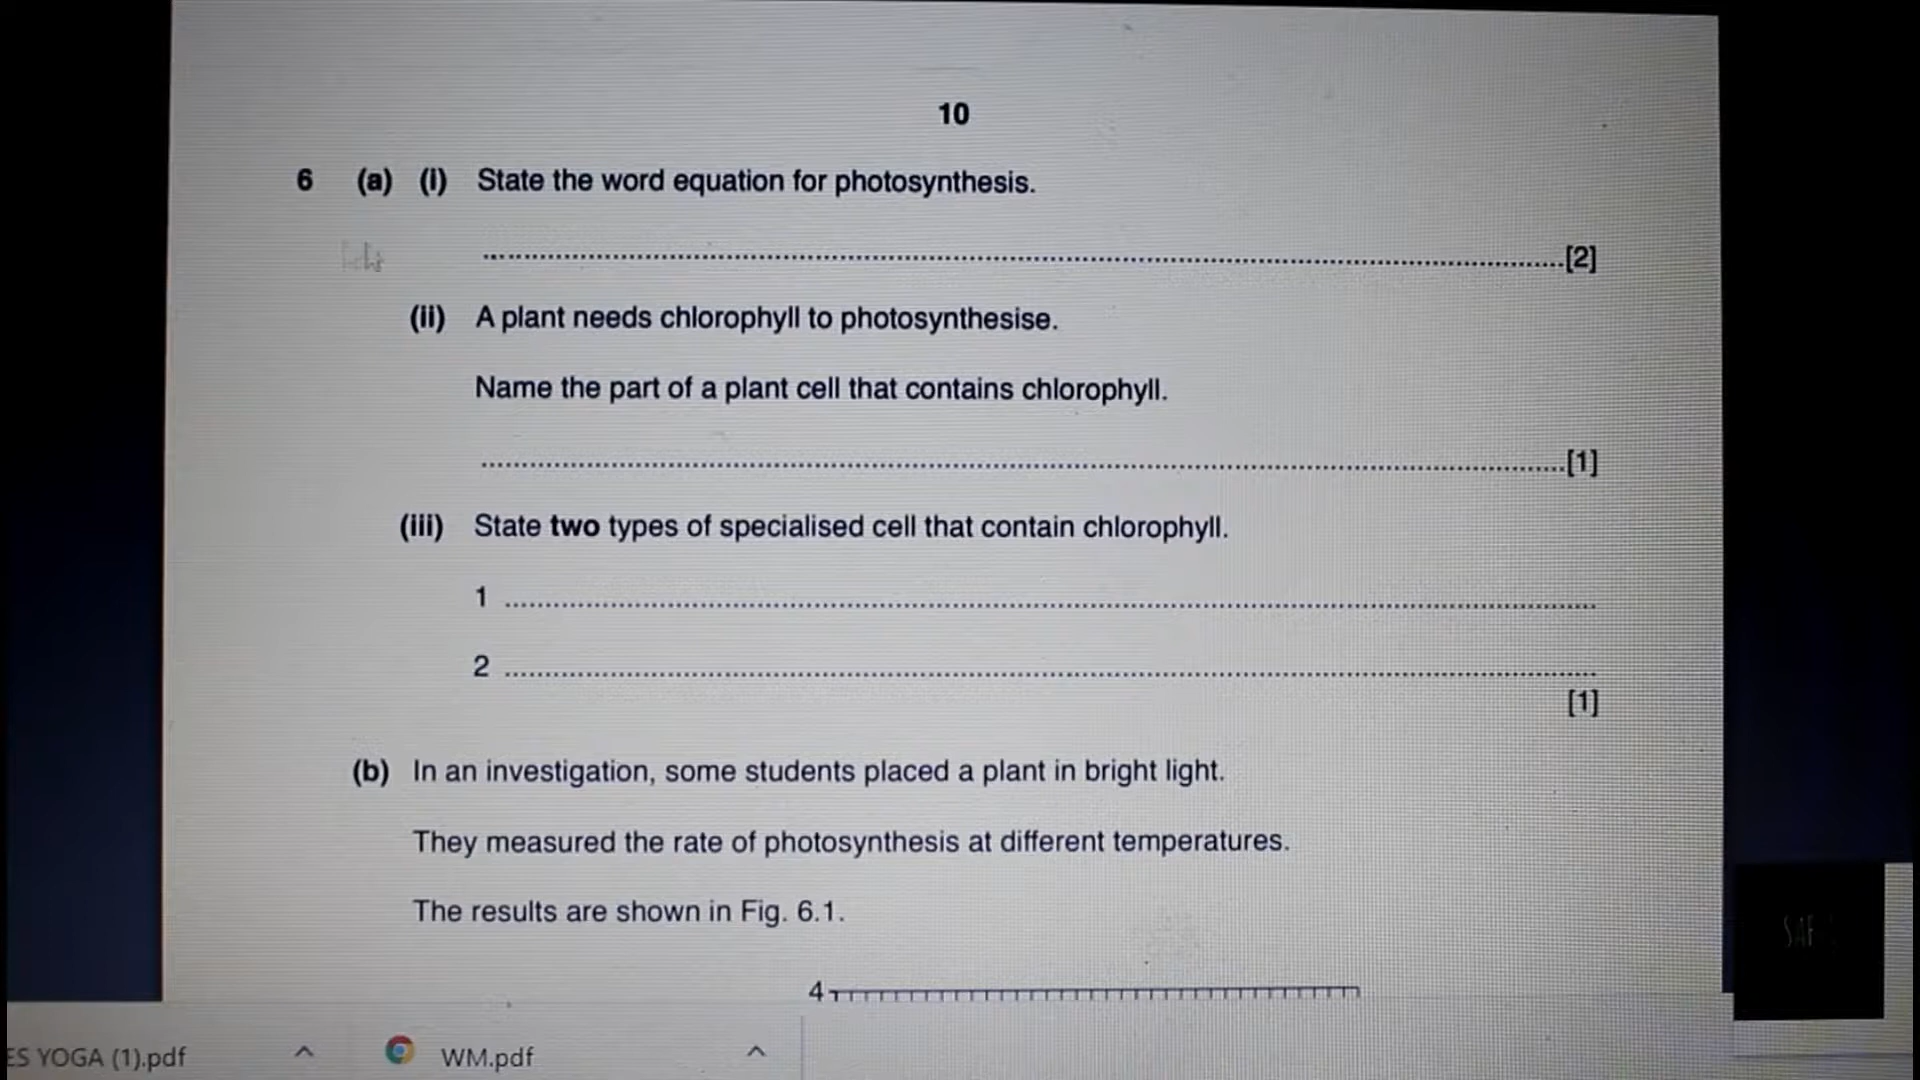 10
6 (a) (i) State the word equation for photosynthesis.
[2]
(ii) A plant needs chlorophyll to photosynthesise.
Name the part of a plant cell that contains chlorophyll.
[1]
(iii) State two types of specialised cell that contain chlorophyll.
1
2
[1]
(b) In an investigation, some students placed a plant in bright light.
They measured the rate of photosynthesis at different temperatures.
The results are shown in Fig. 6.1.
4
ES YOGA (1).pdf
WM.pdf